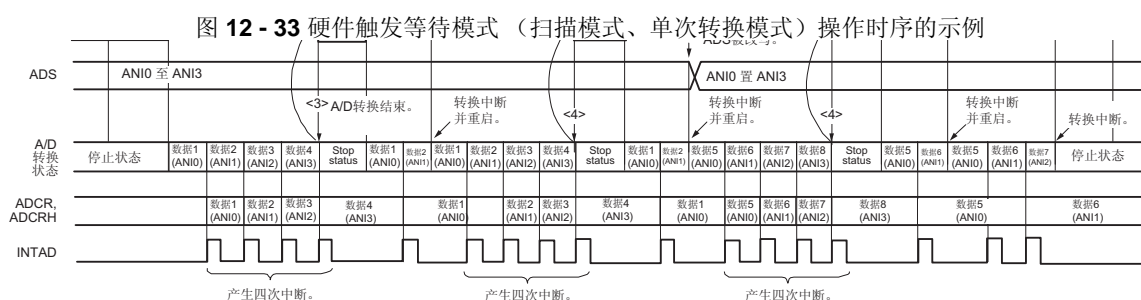 图 12 - 33 硬件触发等待模式 （扫描模式、单次转换模式）操作时序的示例
ADS被改写。
ADS
ANI0 至 ANI3
ANI0 置 ANI3
<3> A/D转换结束。
转换中断
并重启。
<4>
转换中断
并重启。
<4>
转换中断
并重启。
转换中断。
A/D
转换
状态
停止状态
数据1
(ANI0)
数据2
(ANI1)
数据3
(ANI2)
数据4
(ANI3)
Stop
status
数据1
(ANI0)
数据2
(ANI1)
数据1
(ANI0)
数据2
(ANI1)
数据3
(ANI2)
数据4
(ANI3)
Stop
status
数据1
(ANI0)
数据2
(ANI1)
数据5
(ANI0)
数据6
(ANI1)
数据7
(ANI2)
数据8
(ANI3)
Stop
status
数据5
(ANI0)
数据6
(ANI1)
数据5
(ANI0)
数据6
(ANI1)
数据7
(ANI2)
停止状态
ADCR,
ADCRH
数据1
(ANI0)
数据2
(ANI1)
数据3
(ANI2)
数据4
(ANI3)
数据1
(ANI0)
数据2
(ANI1)
数据3
(ANI2)
数据4
(ANI3)
数据1
(ANI0)
数据5
(ANI0)
数据6
(ANI1)
数据7
(ANI2)
数据8
(ANI3)
数据5
(ANI0)
数据6
(ANI1)
INTAD
产生四次中断。
产生四次中断。
产生四次中断。